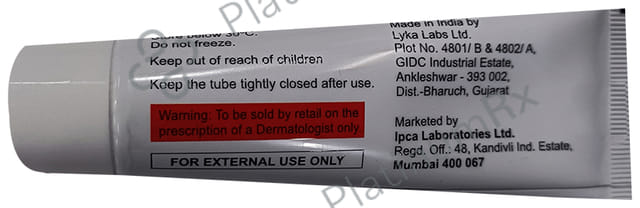 Store below 30°C.
Do not freeze.
Keep out of reach of children
Keep the tube tightly closed after use.
Warning: To be sold by retail on the
prescription of a Dermatologist only
FOR EXTERNAL USE ONLY
Made in India by
Lyka Labs Ltd.
Plot No. 4801/ B & 4802/ A,
GIDC Industrial Estate,
Ankleshwar - 393 002,
Dist.-Bharuch, Gujarat
Marketed by
Ipca Laboratories Ltd.
Regd. Off.: 48, Kandivli Ind. Estate,
Mumbai 400 067